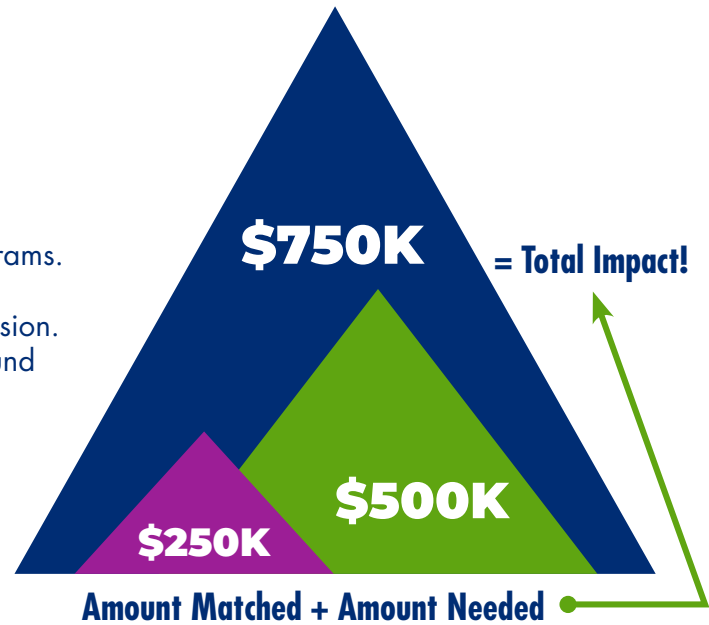 $750K
= Total Impact!
rams.
sion.
und
$500K
$250K
Amount Matched + Amount Needed